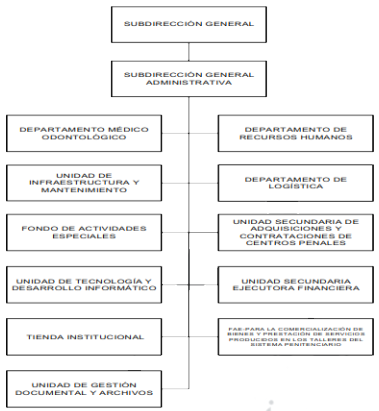 SUBDIRECCIÓN GENERAL
SUBDIRECCIÓN GENERAL
ADMINISTRATIVA
DEPARTAMENTO MÉDICO
ODONTOLÓGICO
DEPARTAMENTO DE
RECURSOS HUMANOS
UNIDAD DE
INFRAESTRUCTURA Y
MANTENIMIENTO
DEPARTAMENTO DE
LOGÍSTICA
FONDO DE ACTIVIDADES
ESPECIALES
UNIDAD SECUNDARIA DE
ADQUISICIONES Y
CONTRATACIONES DE
CENTROS PENALES
UNIDAD DE TECNOLOGÍA Y
DESARROLLO INFORMÁTICO
UNIDAD SECUNDARIA
EJECUTORA FINANCIERA
TIENDA INSTITUCIONAL
FAE-PARA LA COMERCIALIZACIÓN DE
BIENES Y PRESTACIÓN DE SERVICIOS
PRODUCIDOS EN LOS TALLERES DEL
SISTEMA PENITENCIARIO
UNIDAD DE GESTIÓN
DOCUMENTAL Y ARCHIVOS